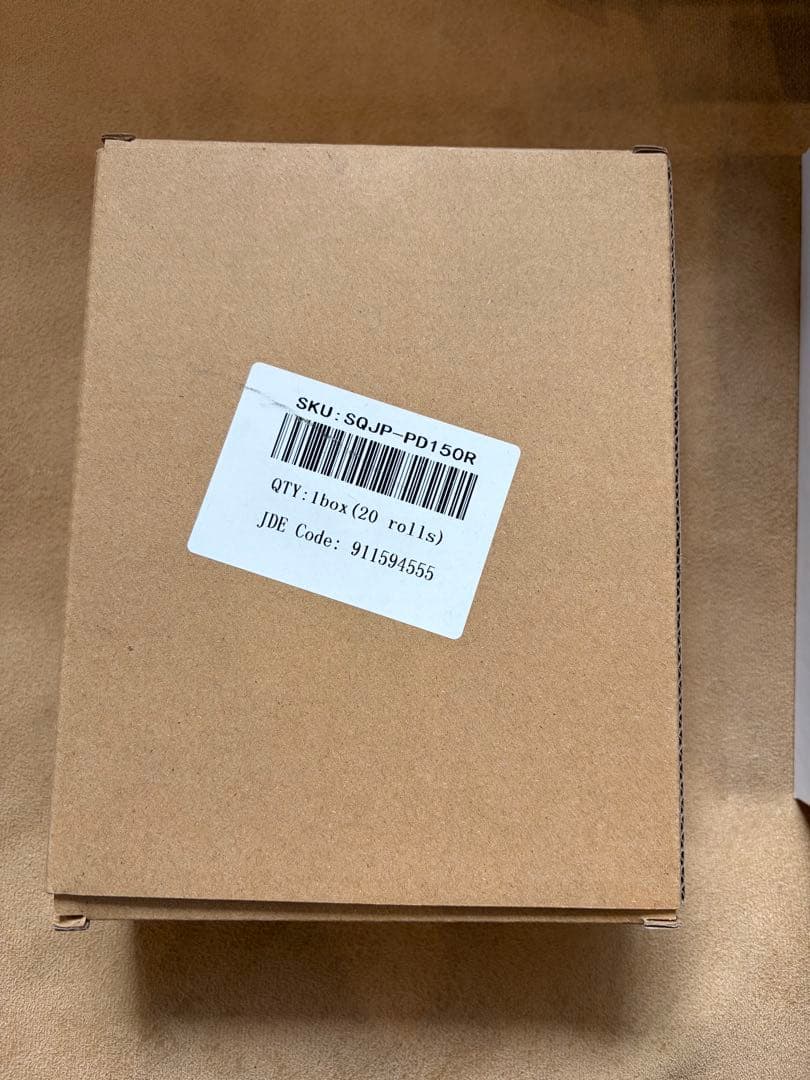 SKU:SQJP-PD150R
QTY:1box(20 rolls)
JDE Code: 911594555